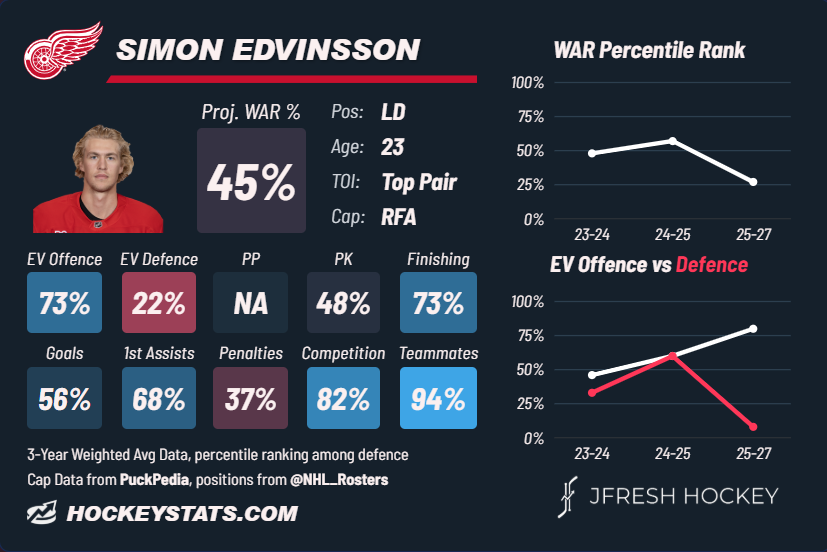 SIMON EDVINSSON
Proj. WAR %
45%
Pos: LD
Age: 23
TOI: Top Pair
Cap: RFA
EV Offence EV Defence PP PK Finishing
73% 22% NA 48% 73%
Goals 1st Assists Penalties Competition Teammates
56% 68% 37% 82% 94%
3-Year Weighted Avg Data, percentile ranking among defence
Cap Data from PuckPedia, positions from @NHL_Rosters
HOCKEYSTATS.COM
WAR Percentile Rank
100%
75%
50%
25%
0%
23-24 24-25 25-27
EV Offence vs Defence
100%
75%
50%
25%
0%
23-24 24-25 25-27
JFRESH HOCKEY